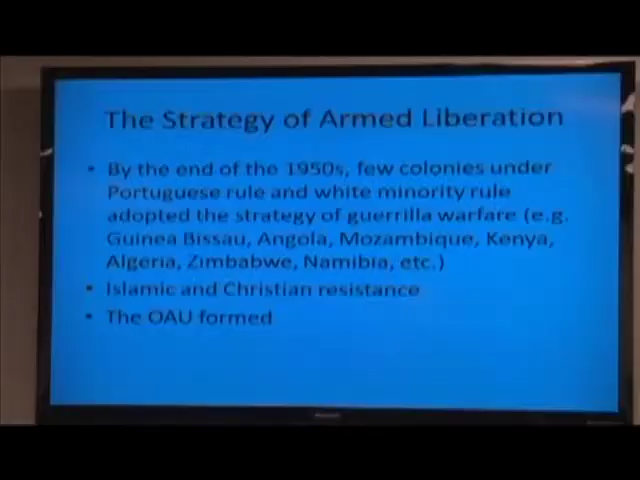 The Strategy of Armed Liberation
• By the end of the 1950s, few colonies under
Portuguese rule and white minority rule
adopted the strategy of guerrilla warfare (e.g.
Guinea Bissau, Angola, Mozambique, Kenya,
Algeria, Zimbabwe, Namibia, etc.)
• Islamic and Christian resistance
• The OAU formed